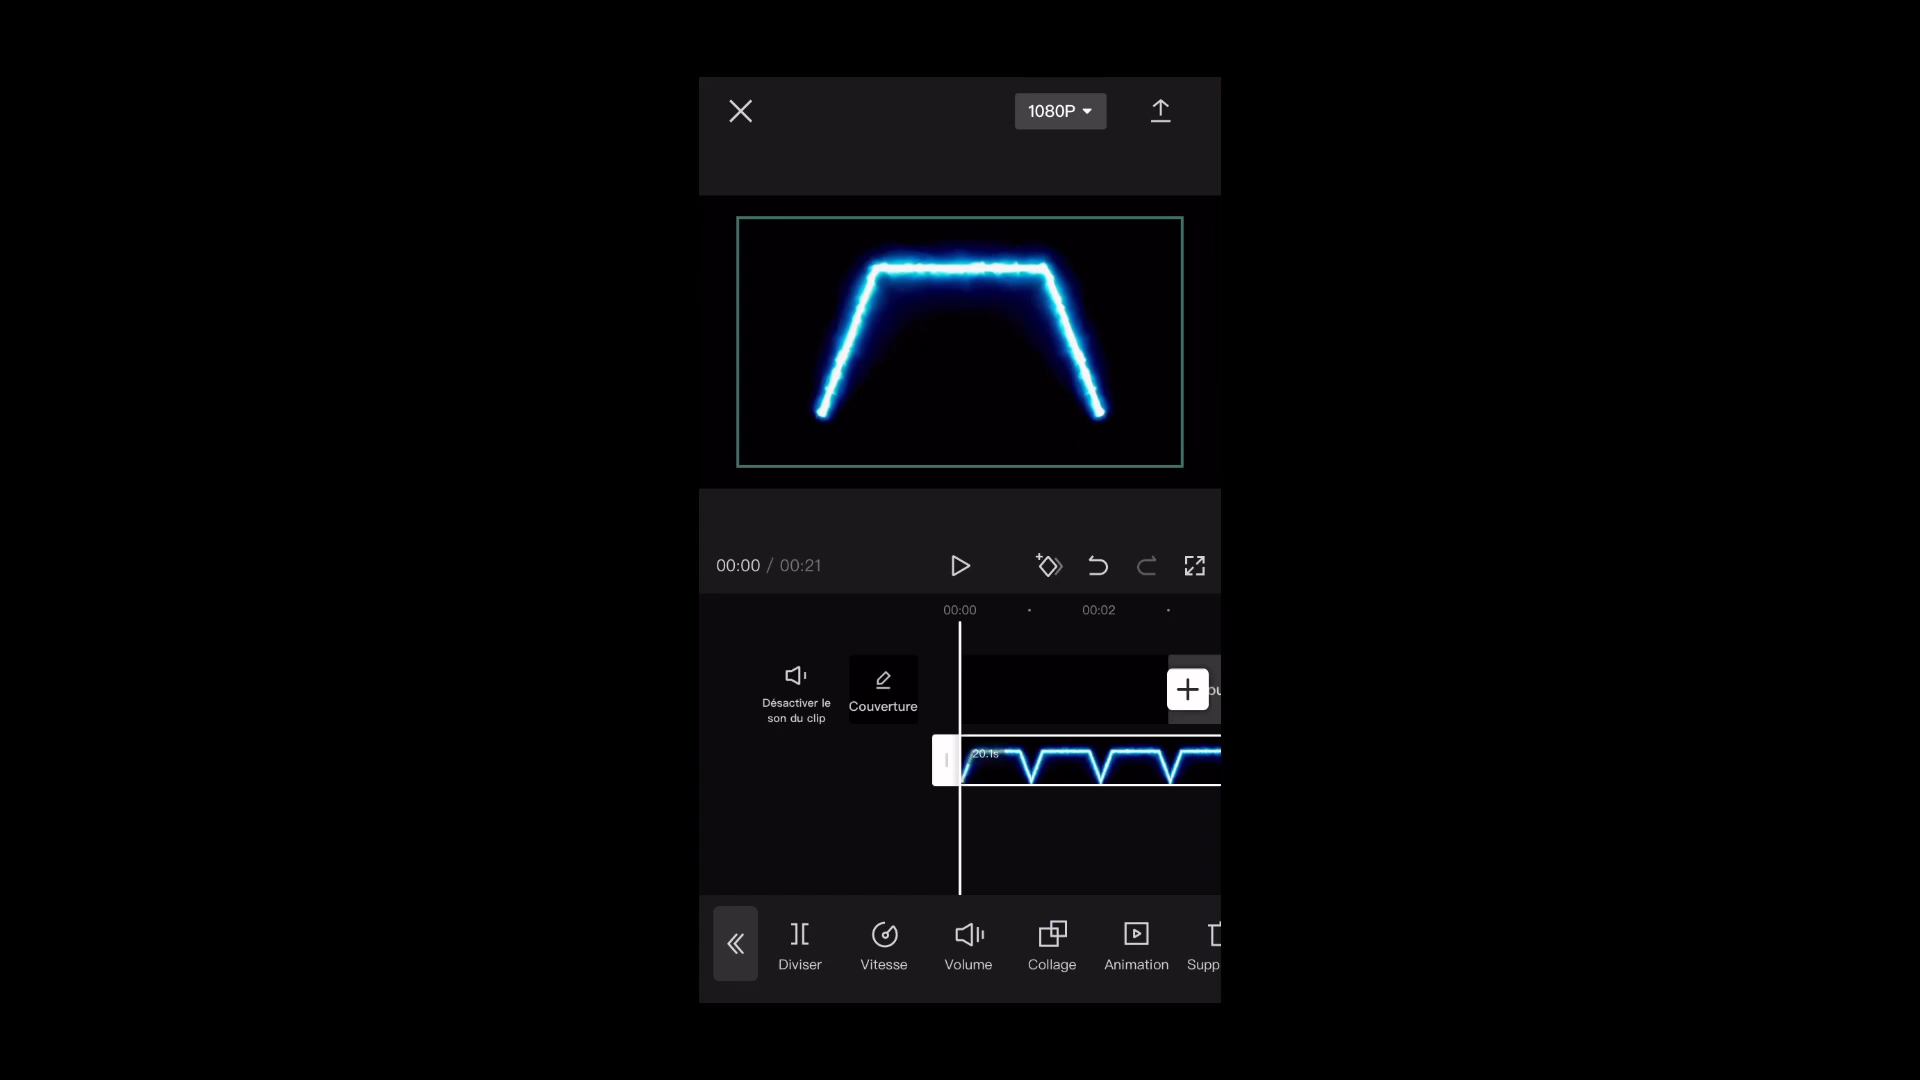 1080P
00:00 / 00:21
00:00
00:02
Désactiver le
son du clip
Couverture
20.1s
Diviser
Vitesse
Volume
Collage
Animation
Supp